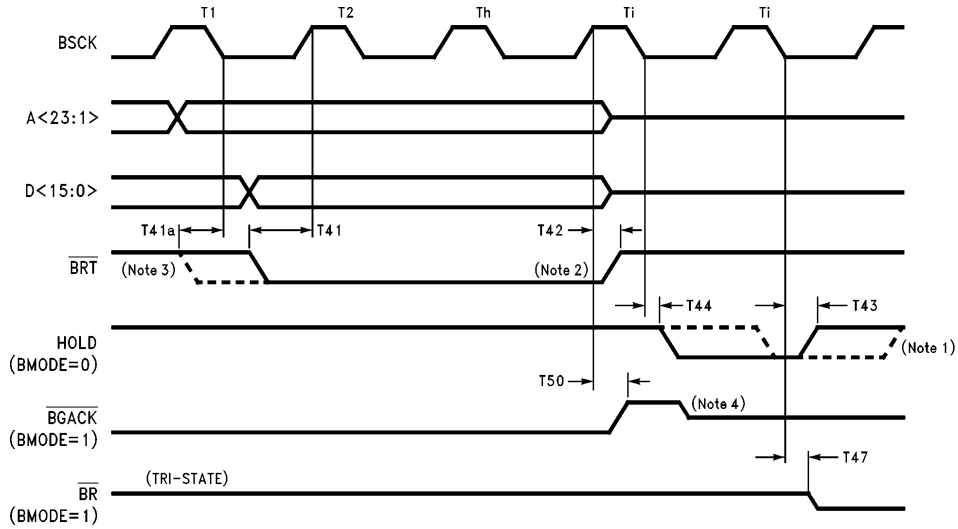 T1 T2 Th Ti Ti
BSCK
A<23:1>
D<15:0>
T41a T41 T42
BRT (Note 3) (Note 2)
T44 T43
HOLD
(BMODE=0)
(Note 1)
T50
BGACK
(BMODE=1)
(Note 4)
T47
(TRI-STATE)
BR
(BMODE=1)